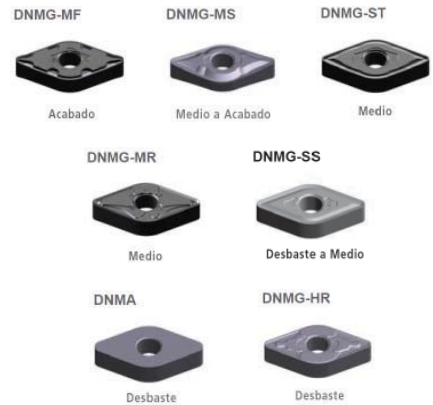 DNMG-MF
DNMG-MS
DNMG-ST
Acabado
Medio a Acabado
Medio
DNMG-MR
DNMG-SS
Medio
Desbaste a Medio
DNMA
DNMG-HR
Desbaste
Desbaste